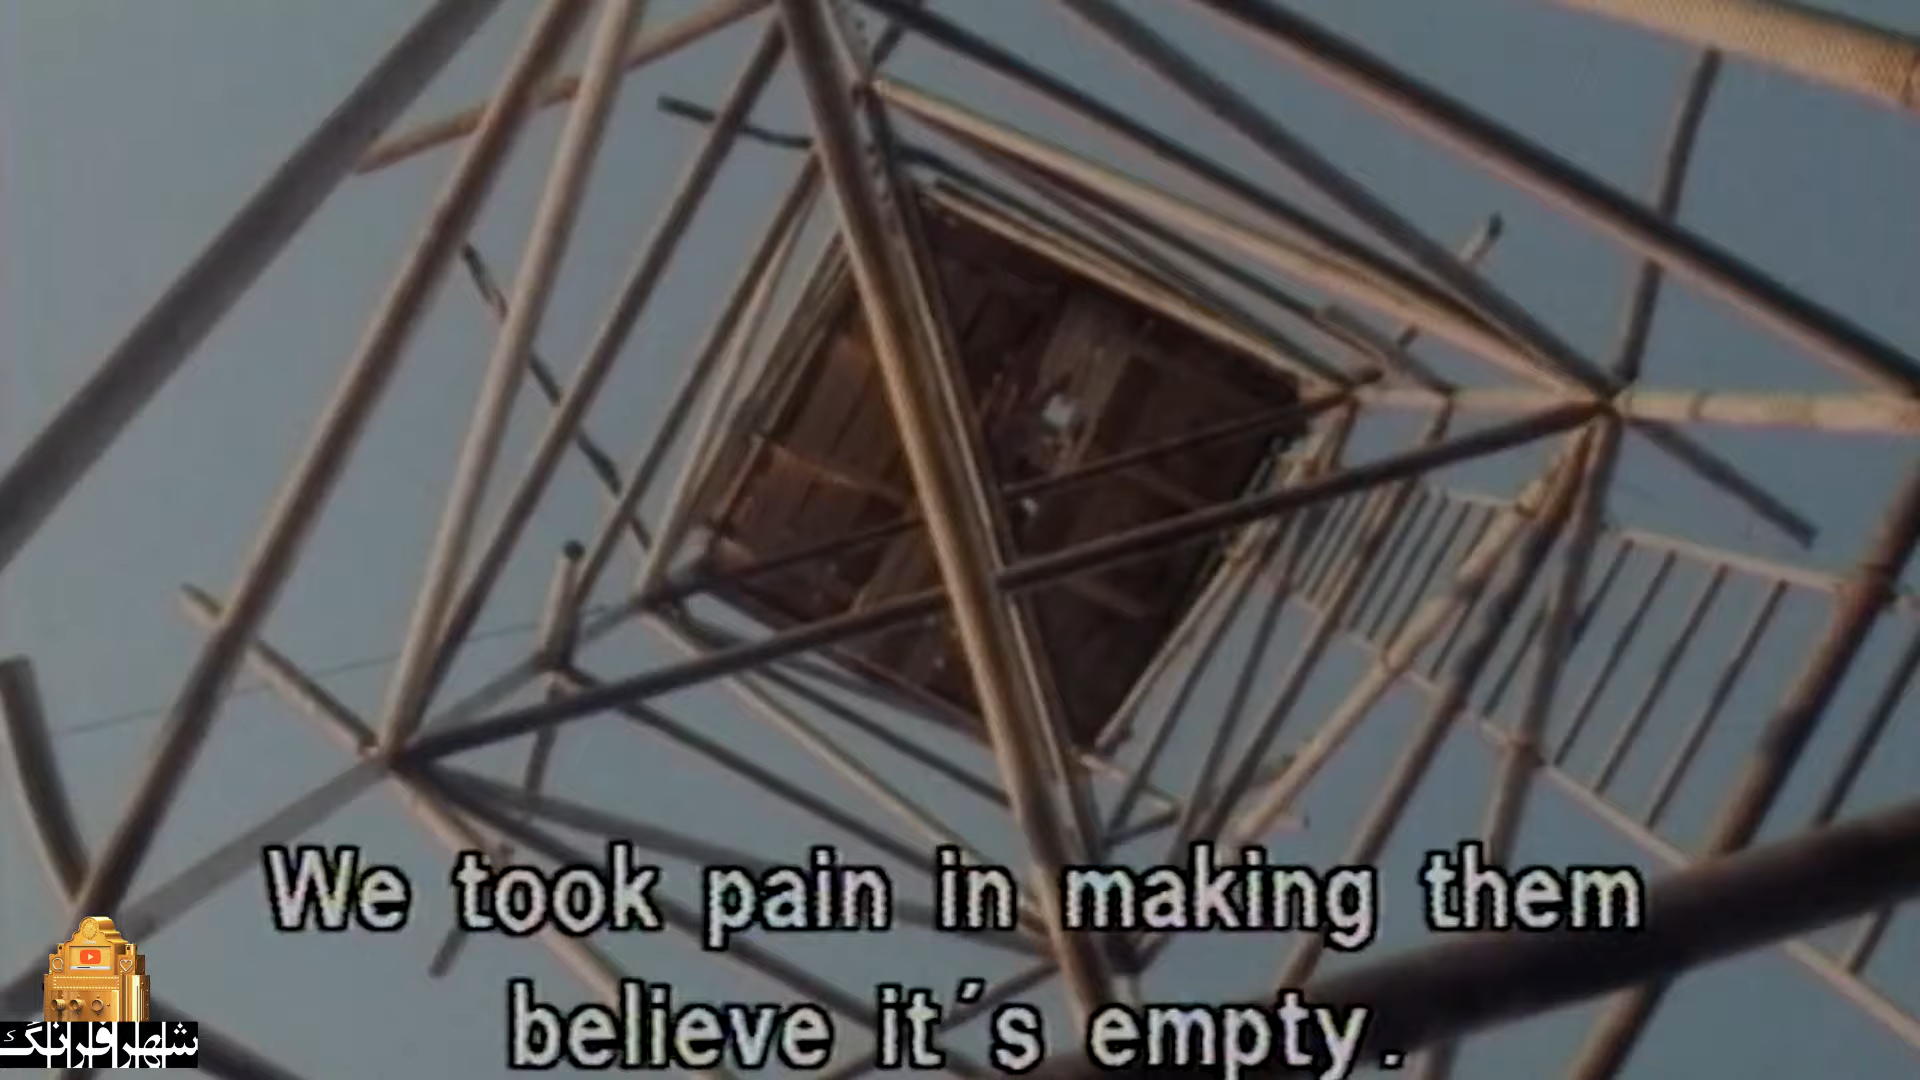 We took pain in making them
believe it´s empty.
شهر فرنگ